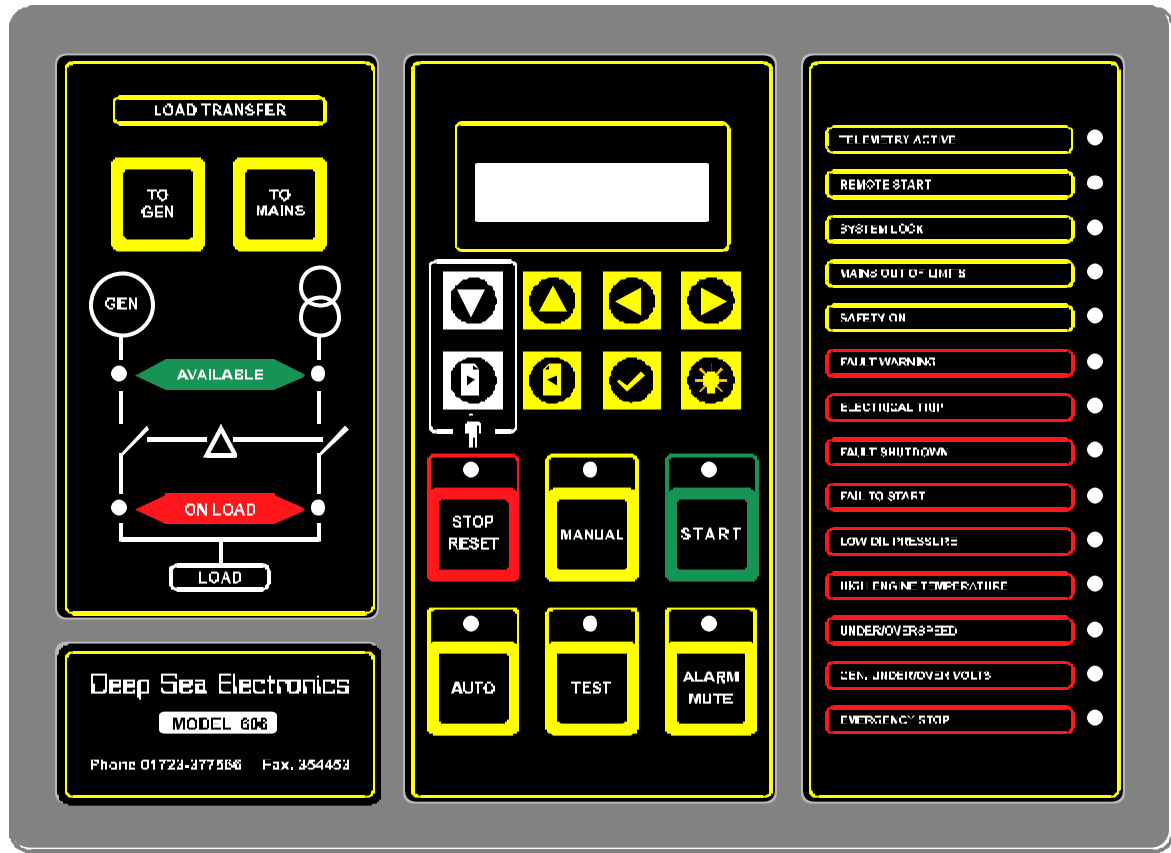 LOAD TRANSFER
TO
GEN
TO
MAINS
GEN
AVAILABLE
ON LOAD
LOAD
Deep Sea Electronics
MODEL
Phone 01723-377566 Fax. 354453
STOP
RESET
MANUAL
START
AUTO
TEST
ALARM
MUTE
TELEMETRY ACTIVE
REMOTE START
SYSTEM LOCK
MAINS OUT OF LIMITS
SAFETY ON
FAULT WARNING
ELECTRICAL TRIP
FAULT SHUTDOWN
FAIL TO START
LOW OIL PRESSURE
HIGH ENGINE TEMPERATURE
UNDER/OVERSPEED
GEN. UNDER/OVER VOLTS
EMERGENCY STOP